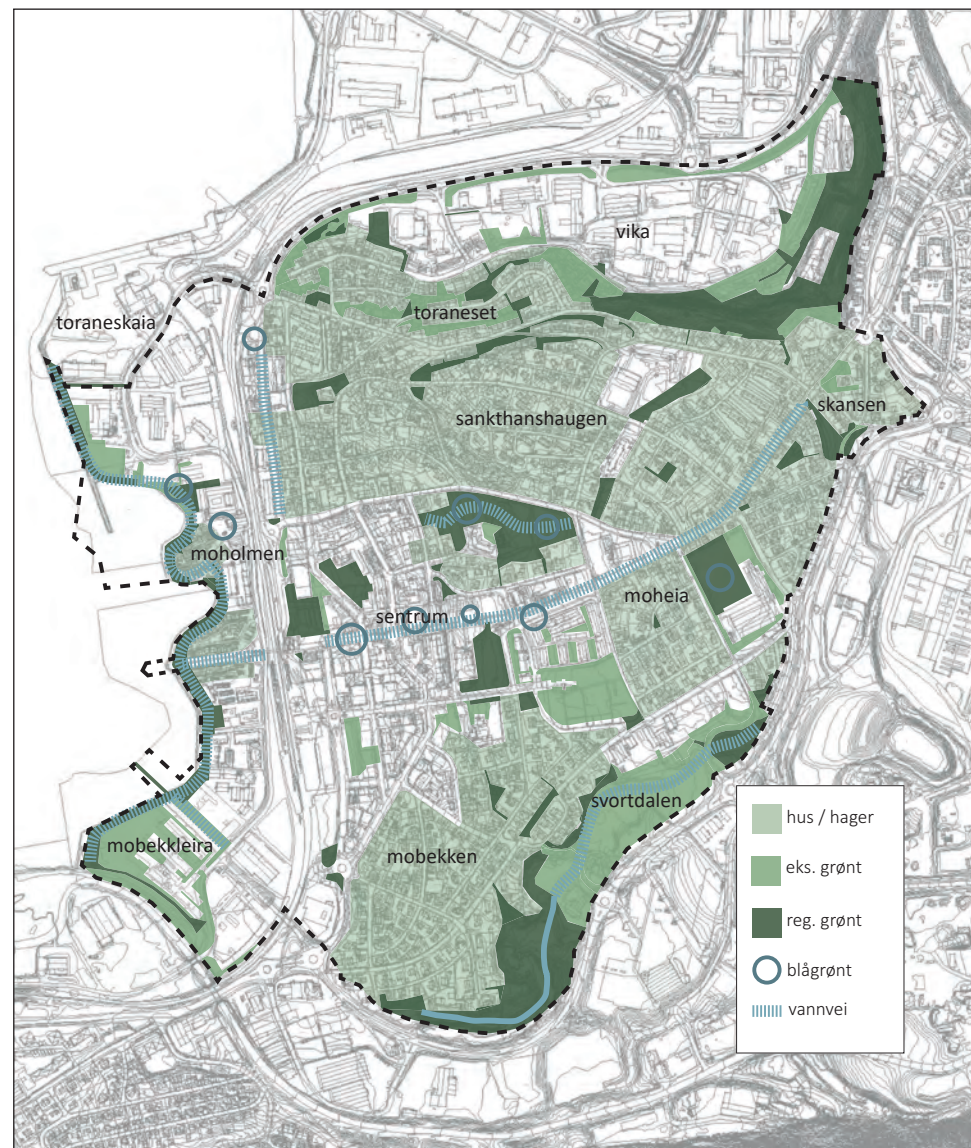 vika
toraneset
toraneskaia
sankthanshaugen
skansen
moholmen
moheia
sentrum
svortdalen
mobekkleira
mobekken
hus / hager
eks. grønt
reg. grønt
blågrønt
vannvei